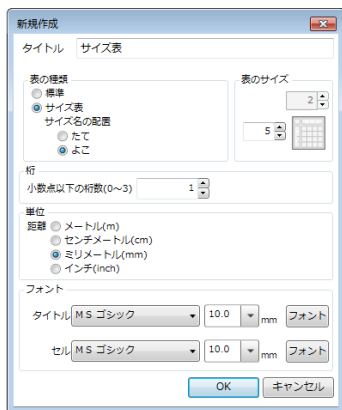 新規作成
タイトル サイズ表
表の種類
標準
サイズ表
サイズ名の配置
たて
よこ
表のサイズ
2
5
桁
小数点以下の桁数(0～3) 1
単位
距離 メートル(m)
センチメートル(cm)
ミリメートル(mm)
インチ(inch)
フォント
タイトル ＭＳ ゴシック 10.0 mm フォント
セル ＭＳ ゴシック 10.0 mm フォント
OK キャンセル